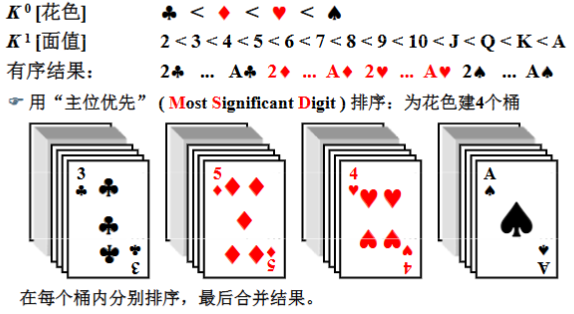 K⁰ [花色] ♣ < ♦ < ♥ < ♠
K¹ [面值] 2 < 3 < 4 < 5 < 6 < 7 < 8 < 9 < 10 < J < Q < K < A
有序结果： 2♣ ... A♣ 2♦ ... A♦ 2♥ ... A♥ 2♠ ... A♠
☞ 用“主位优先” ( Most Significant Digit ) 排序：为花色建4个桶
3 5 4 A
3 5 4 A
在每个桶内分别排序，最后合并结果。